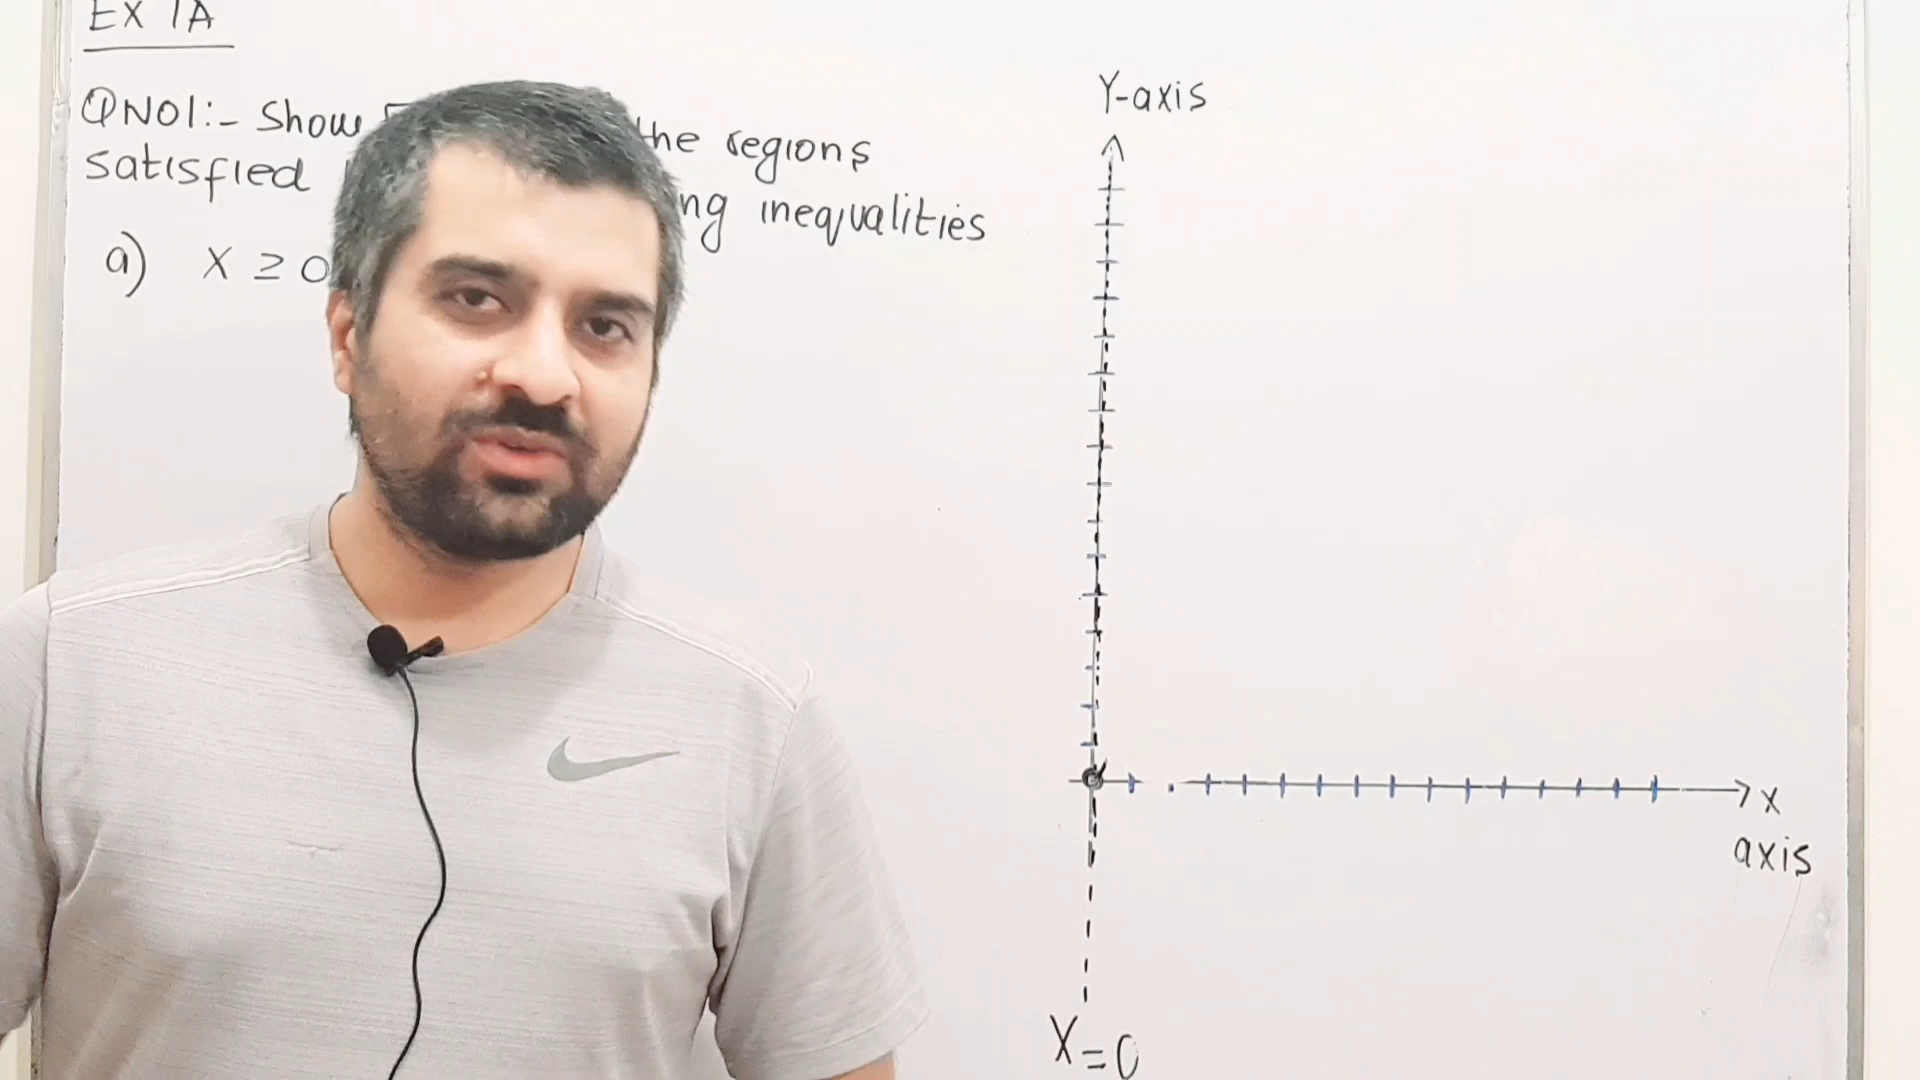 EX 1A
QNO1:- Show the regions
satisfied ng inequalities
a) X ≥ 0
Y-axis
X
axis
X=0